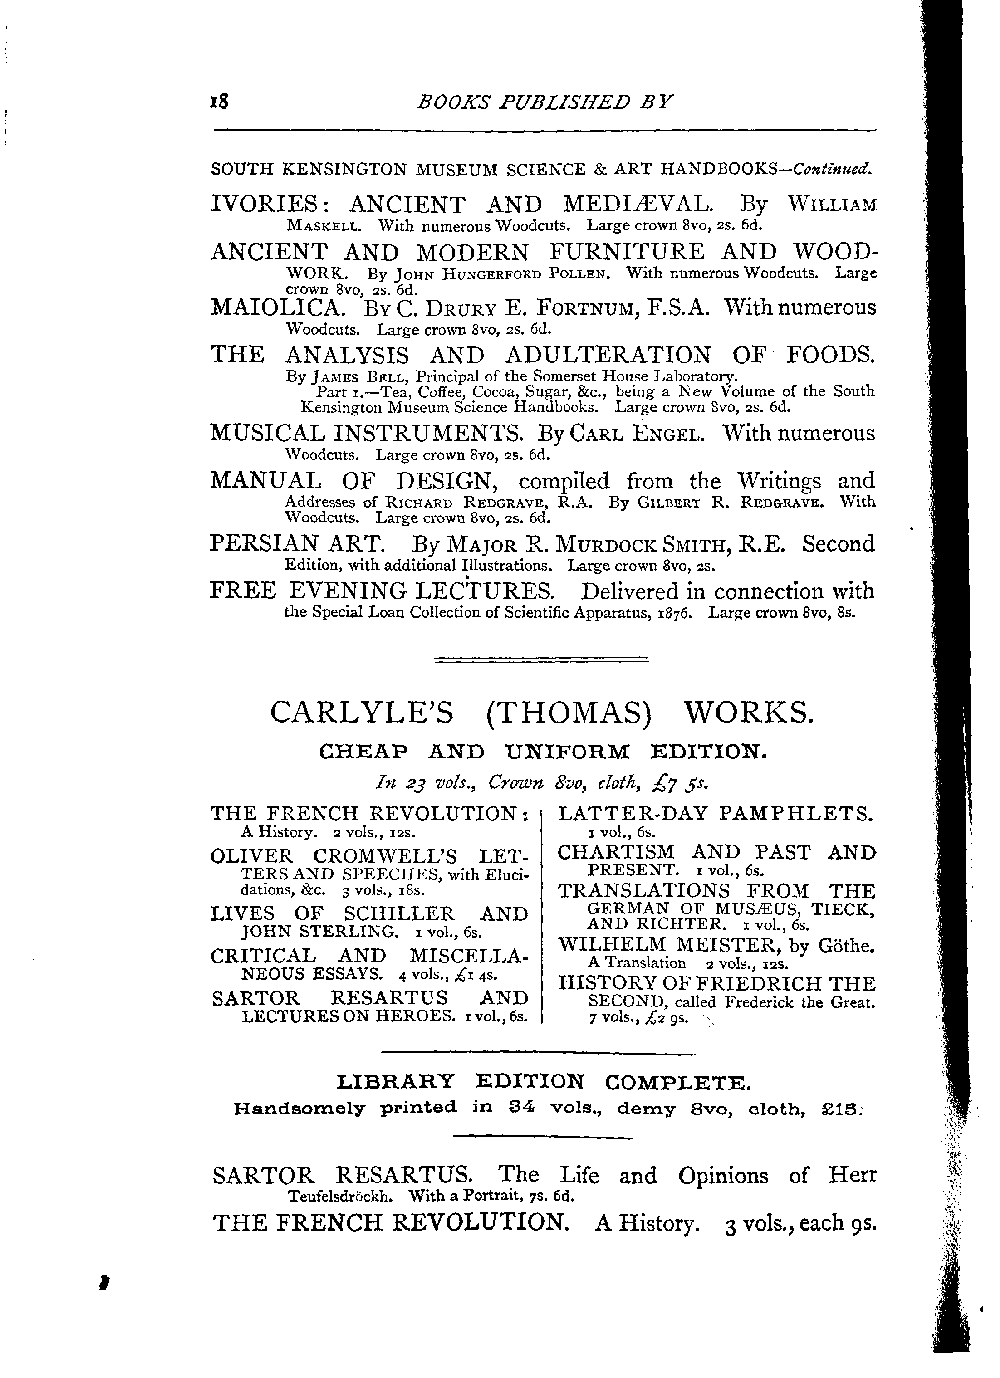 18 BOOKS PUBLISHED BY
SOUTH KENSINGTON MUSEUM SCIENCE & ART HANDBOOKS—Continued.
IVORIES: ANCIENT AND MEDIÆVAL. By WILLIAM
MASKELL. With numerous Woodcuts. Large crown 8vo, 2s. 6d.
ANCIENT AND MODERN FURNITURE AND WOOD-
WORK. By JOHN HUNGERFORD POLLEN. With numerous Woodcuts. Large
crown 8vo, 2s. 6d.
MAIOLICA. BY C. DRURY E. FORTNUM, F.S.A. With numerous
Woodcuts. Large crown 8vo, 2s. 6d.
THE ANALYSIS AND ADULTERATION OF FOODS.
By JAMES BELL, Principal of the Somerset House Laboratory.
Part 1.—Tea, Coffee, Cocoa, Sugar, &c., being a New Volume of the South
Kensington Museum Science Handbooks. Large crown 8vo, 2s. 6d.
MUSICAL INSTRUMENTS. By CARL ENGEL. With numerous
Woodcuts. Large crown 8vo, 2s. 6d.
MANUAL OF DESIGN, compiled from the Writings and
Addresses of RICHARD REDGRAVE, R.A. By GILBERT R. REDGRAVE. With
Woodcuts. Large crown 8vo, 2s. 6d.
PERSIAN ART. By MAJOR R. MURDOCK SMITH, R.E. Second
Edition, with additional Illustrations. Large crown 8vo, 2s.
FREE EVENING LECTURES. Delivered in connection with
the Special Loan Collection of Scientific Apparatus, 1876. Large crown 8vo, 8s.
CARLYLE'S (THOMAS) WORKS.
CHEAP AND UNIFORM EDITION.
In 23 vols., Crown 8vo, cloth, £7 5s.
THE FRENCH REVOLUTION:
A History. 2 vols., 12s.
OLIVER CROMWELL'S LET-
TERS AND SPEECHES, with Eluci-
dations, &c. 3 vols., 18s.
LIVES OF SCHILLER AND
JOHN STERLING. 1 vol., 6s.
CRITICAL AND MISCELLA-
NEOUS ESSAYS. 4 vols., £1 4s.
SARTOR RESARTUS AND
LECTURES ON HEROES. 1 vol., 6s.
LATTER-DAY PAMPHLETS.
1 vol., 6s.
CHARTISM AND PAST AND
PRESENT. 1 vol., 6s.
TRANSLATIONS FROM THE
GERMAN OF MUSÆUS, TIECK,
AND RICHTER. 1 vol., 6s.
WILHELM MEISTER, by Göthe.
A Translation 2 vols., 12s.
HISTORY OF FRIEDRICH THE
SECOND, called Frederick the Great.
7 vols., £2 9s.
LIBRARY EDITION COMPLETE.
Handsomely printed in 34 vols., demy 8vo, cloth, £15.
SARTOR RESARTUS. The Life and Opinions of Herr
Teufelsdröckh. With a Portrait, 7s. 6d.
THE FRENCH REVOLUTION. A History. 3 vols., each 9s.